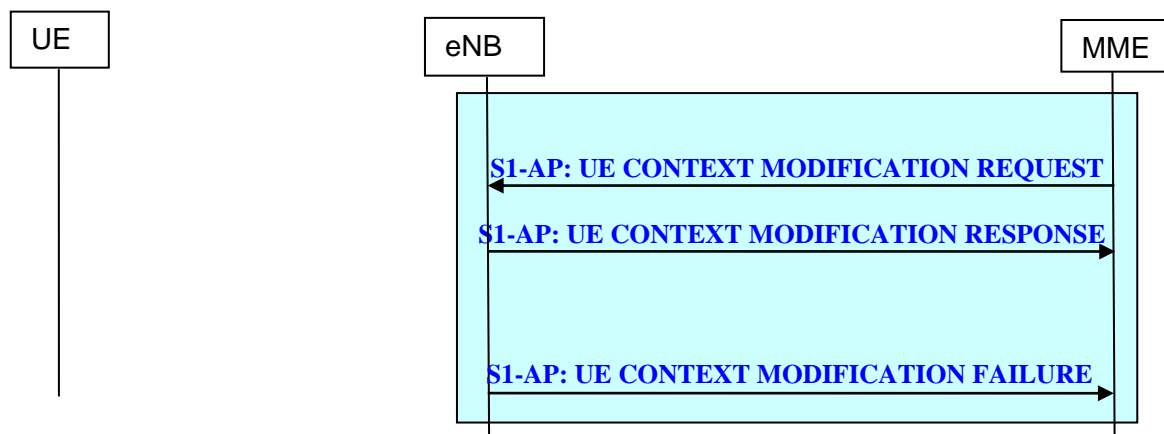 UE
eNB
MME
S1-AP: UE CONTEXT MODIFICATION REQUEST
S1-AP: UE CONTEXT MODIFICATION RESPONSE
S1-AP: UE CONTEXT MODIFICATION FAILURE